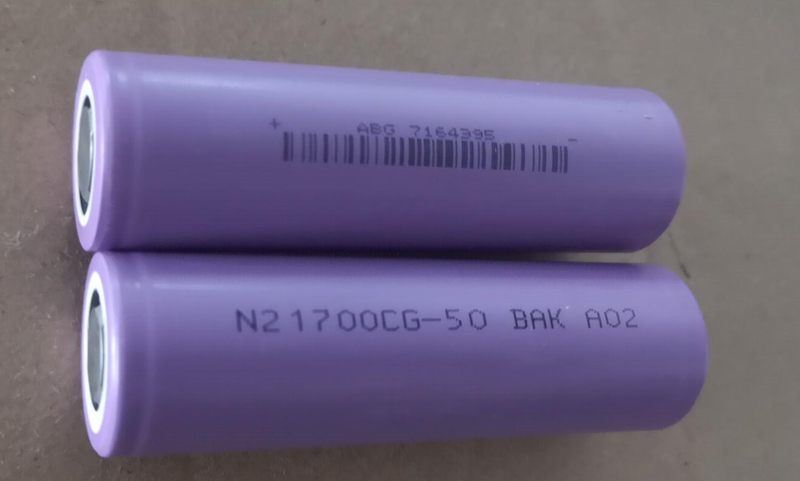 + ABG 7164395 -
N21700CG-50 BAK A02